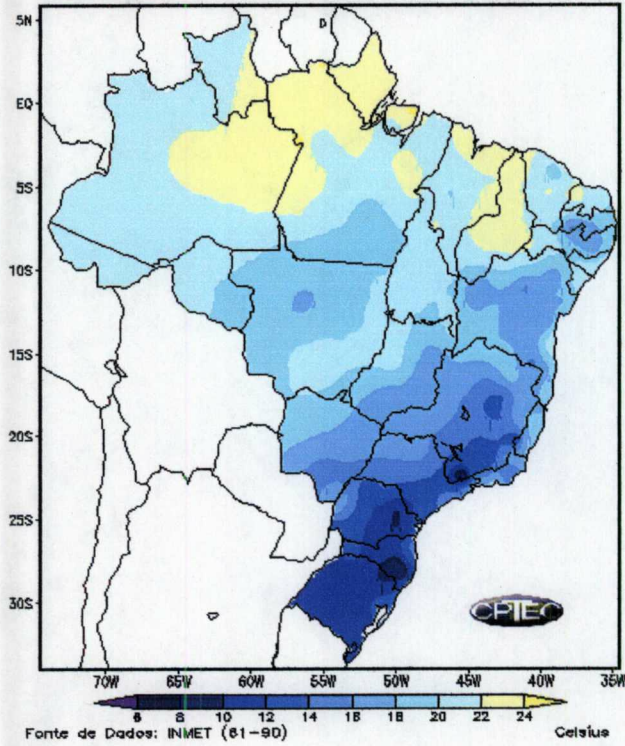 5N
EQ
5S
10S
15S
20S
25S
30S
CPTEC
70W 65W 60W 55W 50W 45W 40W 35W
6 8 10 12 14 16 18 20 22 24
Fonte de Dados: INMET (61-90) Celsius